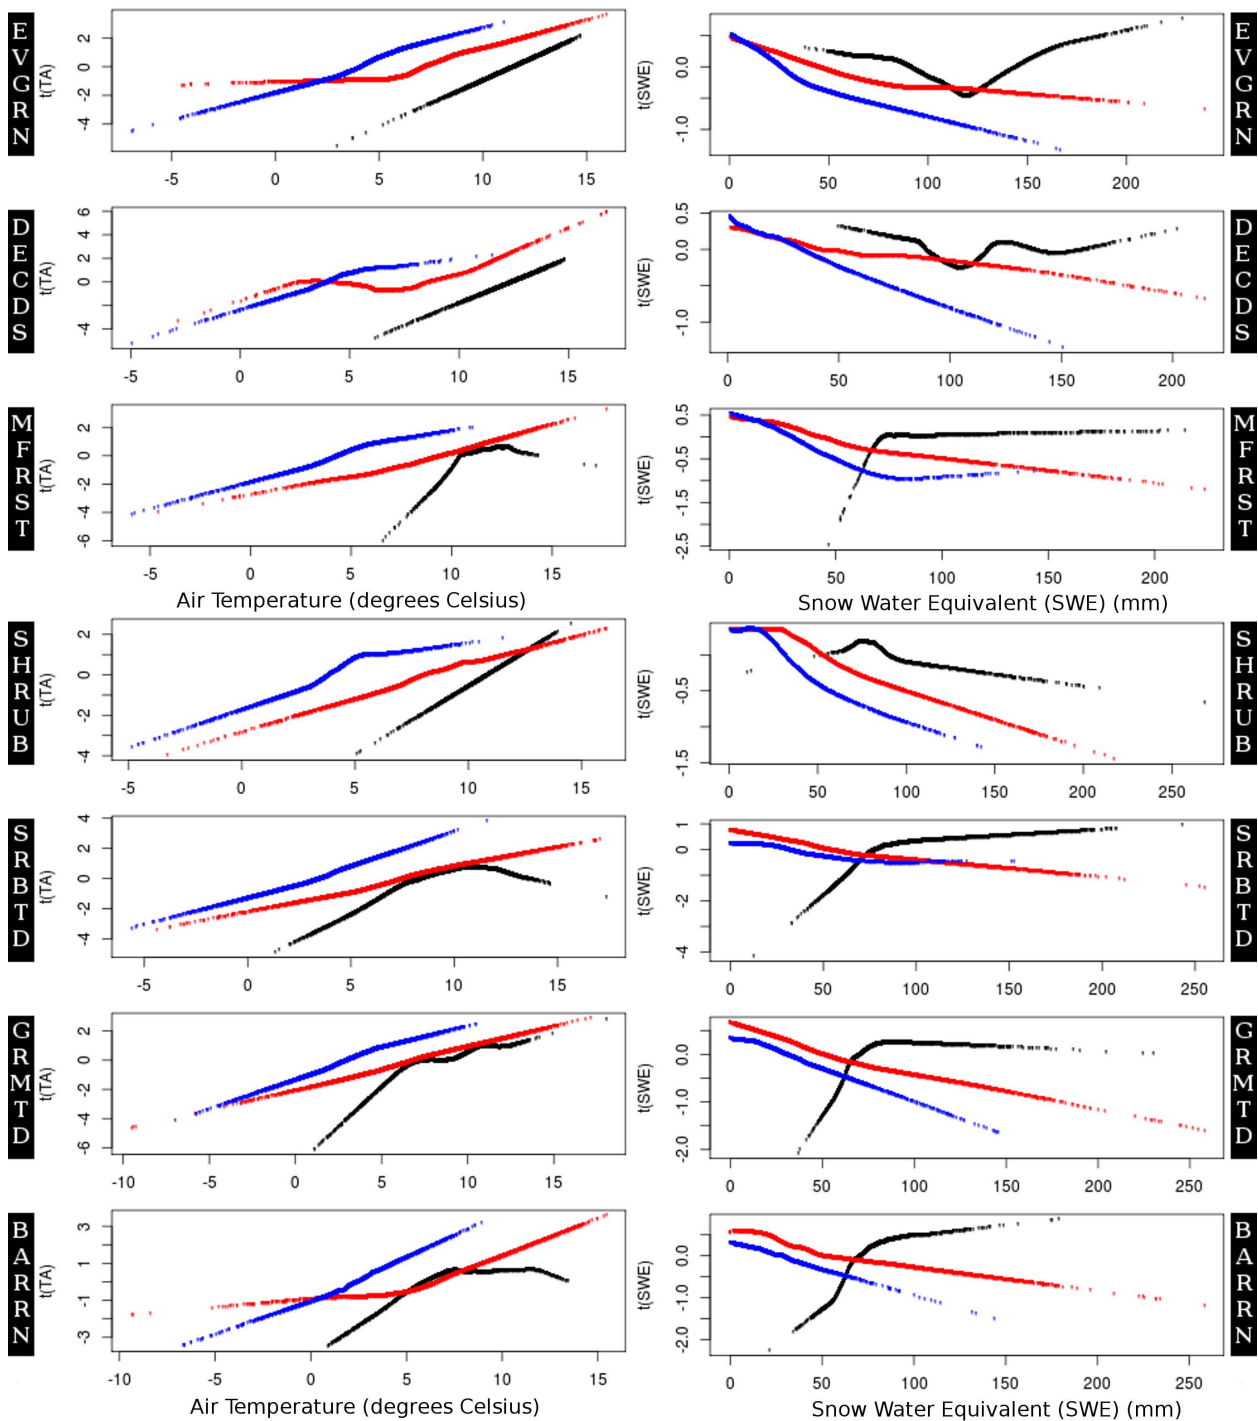 EVGRN
t(TA)
2
0
-2
-4
-5 0 5 10 15
t(SWE)
0.0
-1.0
0 50 100 150 200
EVGRN
DECDS
t(TA)
6
4
2
0
-4
-5 0 5 10 15
t(SWE)
0.5
0.0
-1.0
0 50 100 150 200
DECDS
MFRST
t(TA)
2
0
-2
-4
-6
-5 0 5 10 15
Air Temperature (degrees Celsius)
t(SWE)
0.5
-0.5
-1.5
-2.5
0 50 100 150 200
Snow Water Equivalent (SWE) (mm)
MFRST
SHRUB
t(TA)
2
0
-2
-4
-5 0 5 10 15
t(SWE)
-0.5
-1.5
0 50 100 150 200 250
SHRUB
SRBTD
t(TA)
4
2
0
-2
-4
-5 0 5 10 15
t(SWE)
1
0
-2
-4
0 50 100 150 200 250
SRBTD
GRMTD
t(TA)
2
0
-2
-4
-6
-10 -5 0 5 10 15
t(SWE)
0.0
-1.0
-2.0
0 50 100 150 200 250
GRMTD
BARRN
t(TA)
3
1
-1
-3
-10 -5 0 5 10 15
Air Temperature (degrees Celsius)
t(SWE)
0.0
-1.0
-2.0
0 50 100 150 200 250
Snow Water Equivalent (SWE) (mm)
BARRN